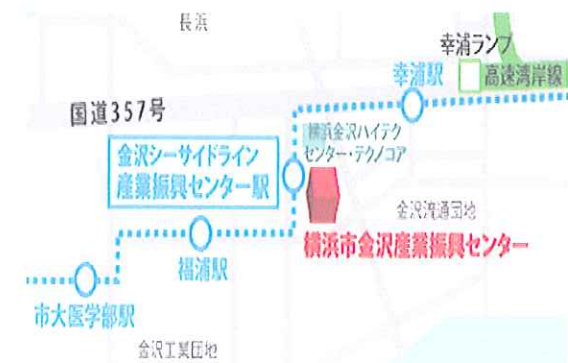 長浜
幸浦ランプ
高速湾岸線
幸浦駅
国道357号
横浜金沢ハイテク
センター・テクノコア
金沢シーサイドライン
産業振興センター駅
金沢流通団地
横浜市金沢産業振興センター
福浦駅
市大医学部駅
金沢工業団地